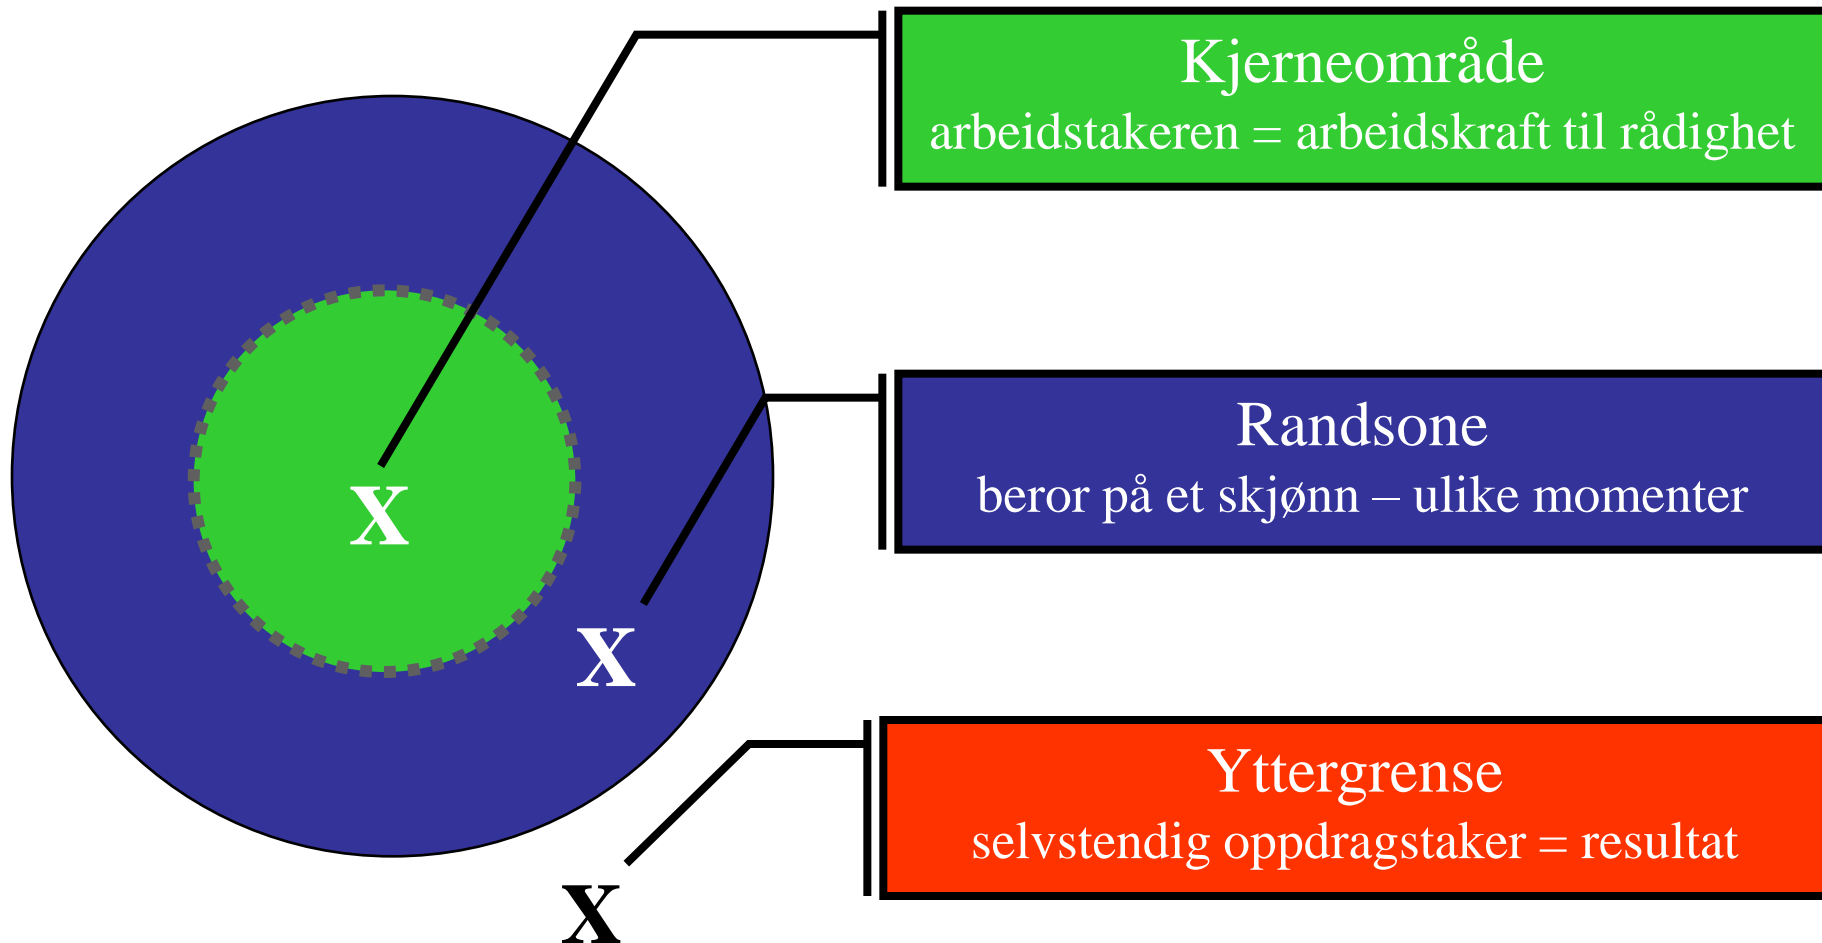 Kjerneområde
arbeidstakeren = arbeidskraft til rådighet
Randsone
beror på et skjønn – ulike momenter
x
x
Yttergrense
selvstendig oppdragstaker = resultat
x